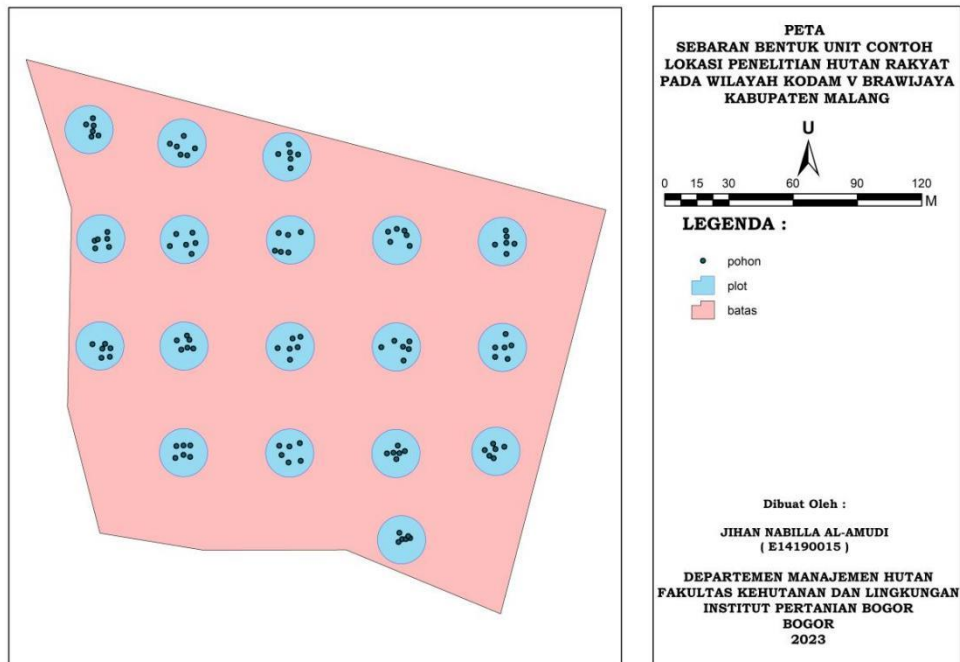 PETA
SEBARAN BENTUK UNIT CONTOH
LOKASI PENELITIAN HUTAN RAKYAT
PADA WILAYAH KODAM V BRAWIJAYA
KABUPATEN MALANG
U
0 15 30 60 90 120
M
LEGENDA :
pohon
plot
batas
Dibuat Oleh :
JIHAN NABILLA AL-AMUDI
( E14190015 )
DEPARTEMEN MANAJEMEN HUTAN
FAKULTAS KEHUTANAN DAN LINGKUNGAN
INSTITUT PERTANIAN BOGOR
BOGOR
2023